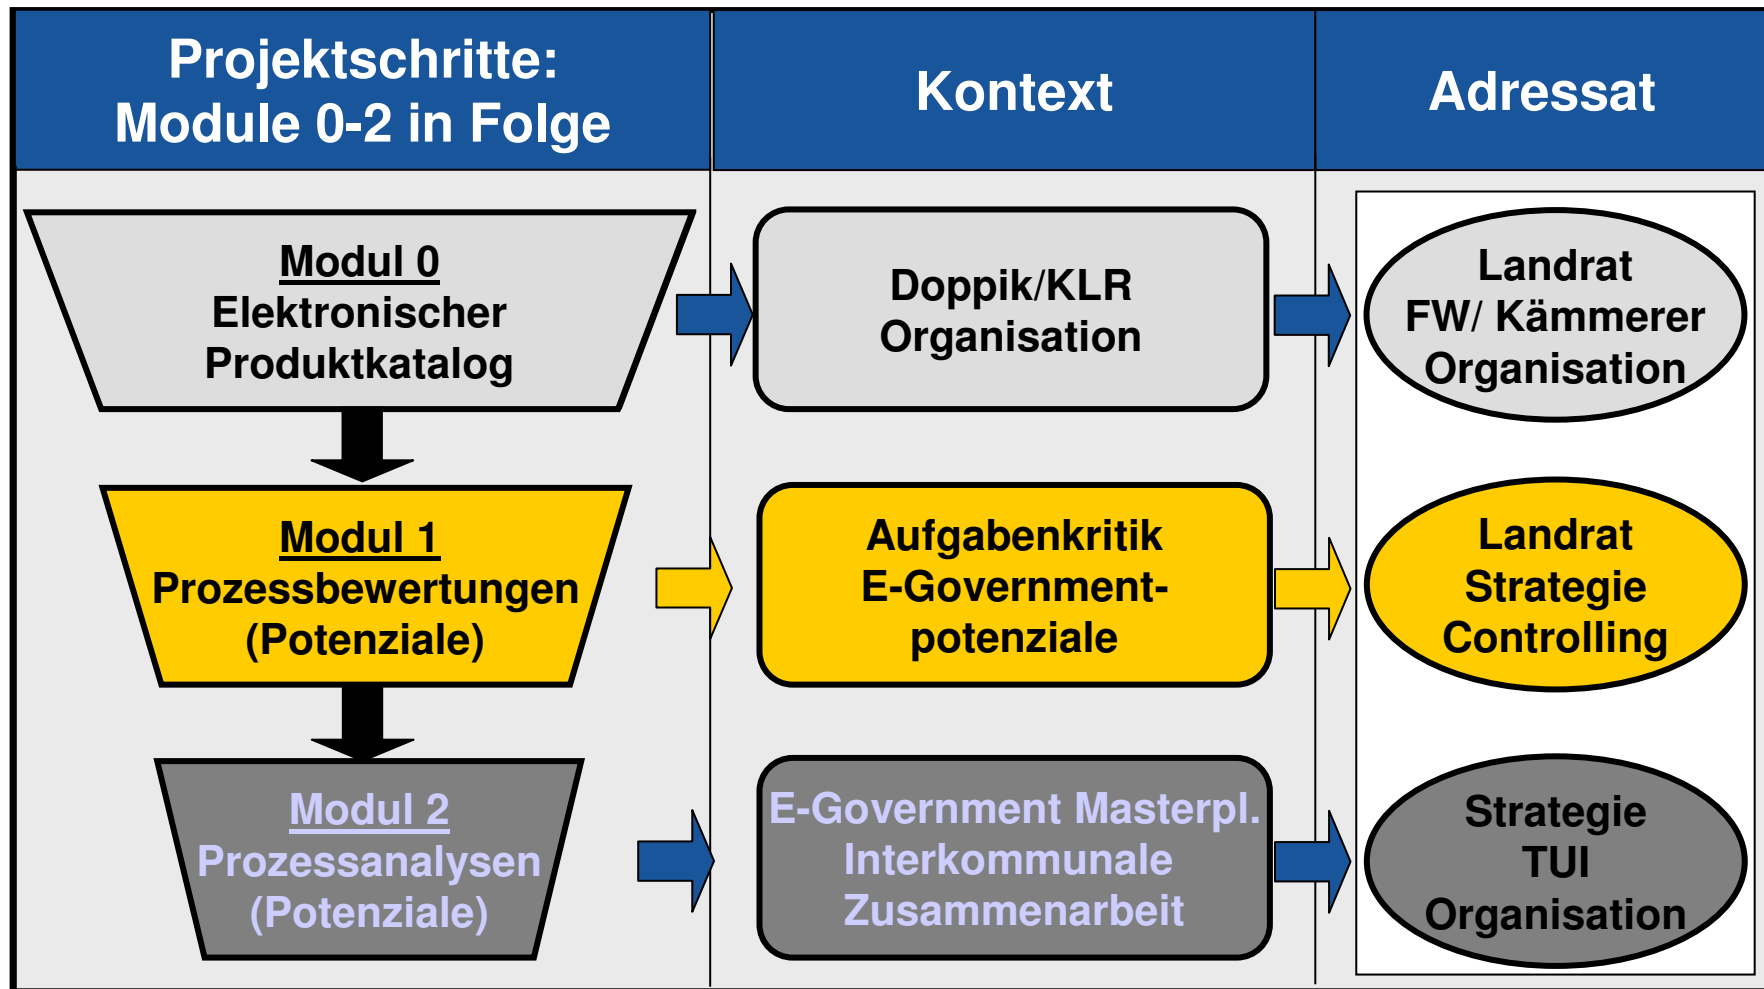 Projektschritte:
Module 0-2 in Folge
Kontext
Adressat
Modul 0
Elektronischer
Produktkatalog
Doppik/KLR
Organisation
Landrat
FW/ Kämmerer
Organisation
Modul 1
Prozessbewertungen
(Potenziale)
Aufgabenkritik
E-Government-
potenziale
Landrat
Strategie
Controlling
Modul 2
Prozessanalysen
(Potenziale)
E-Government Masterpl.
Interkommunale
Zusammenarbeit
Strategie
TUI
Organisation